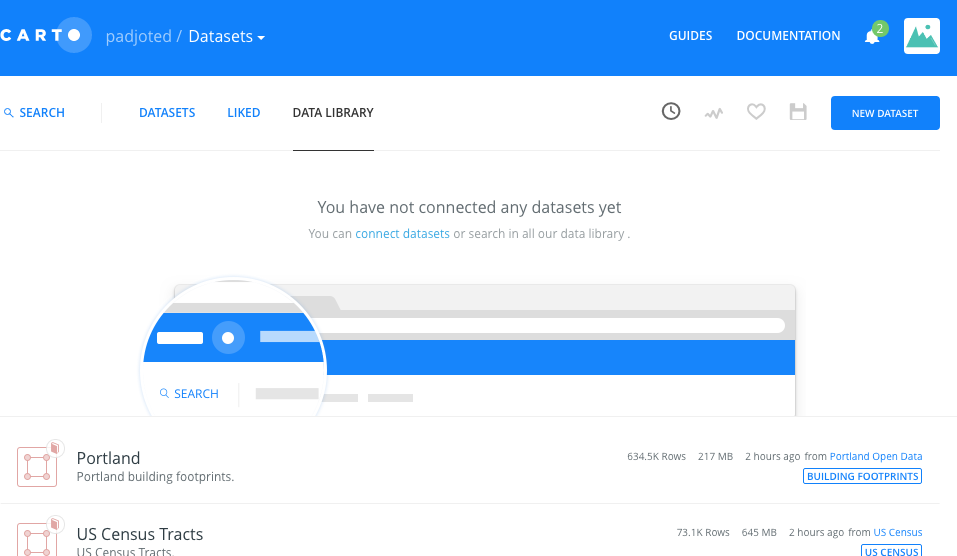 CARTO padjoted / Datasets GUIDES DOCUMENTATION 2
SEARCH DATASETS LIKED DATA LIBRARY NEW DATASET
You have not connected any datasets yet
You can connect datasets or search in all our data library .
SEARCH
Portland 634.5K Rows 217 MB 2 hours ago from Portland Open Data
Portland building footprints. BUILDING FOOTPRINTS
US Census Tracts 73.1K Rows 645 MB 2 hours ago from US Census
US Census Tracts. US CENSUS